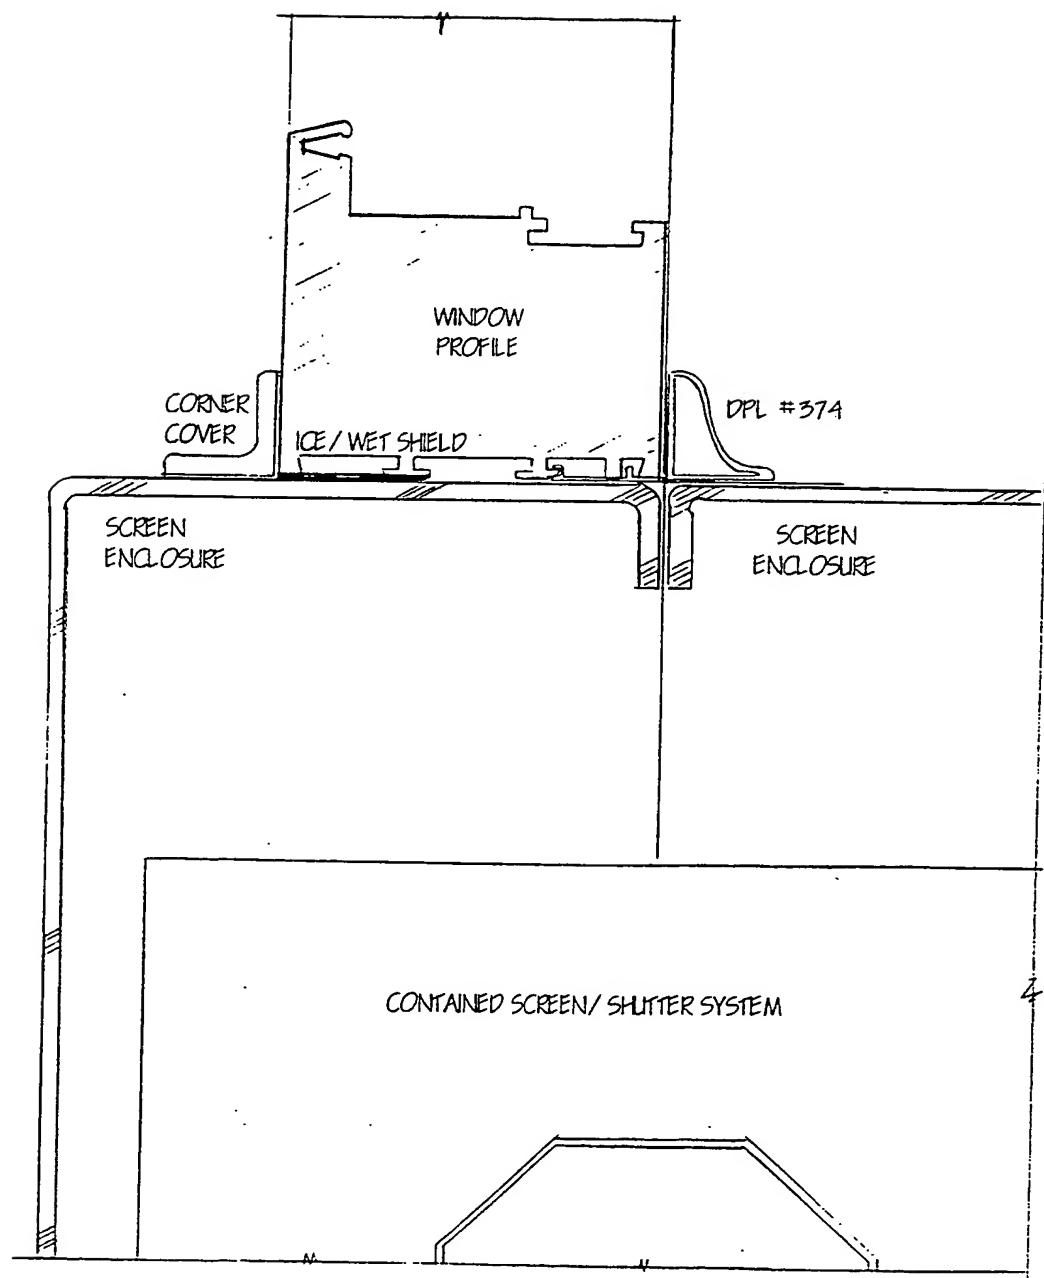 WINDOW
PROFILE
CORNER
COVER
DPL #374
ICE/WET SHIELD
SCREEN
ENCLOSURE
SCREEN
ENCLOSURE
CONTAINED SCREEN/SHUTTER SYSTEM